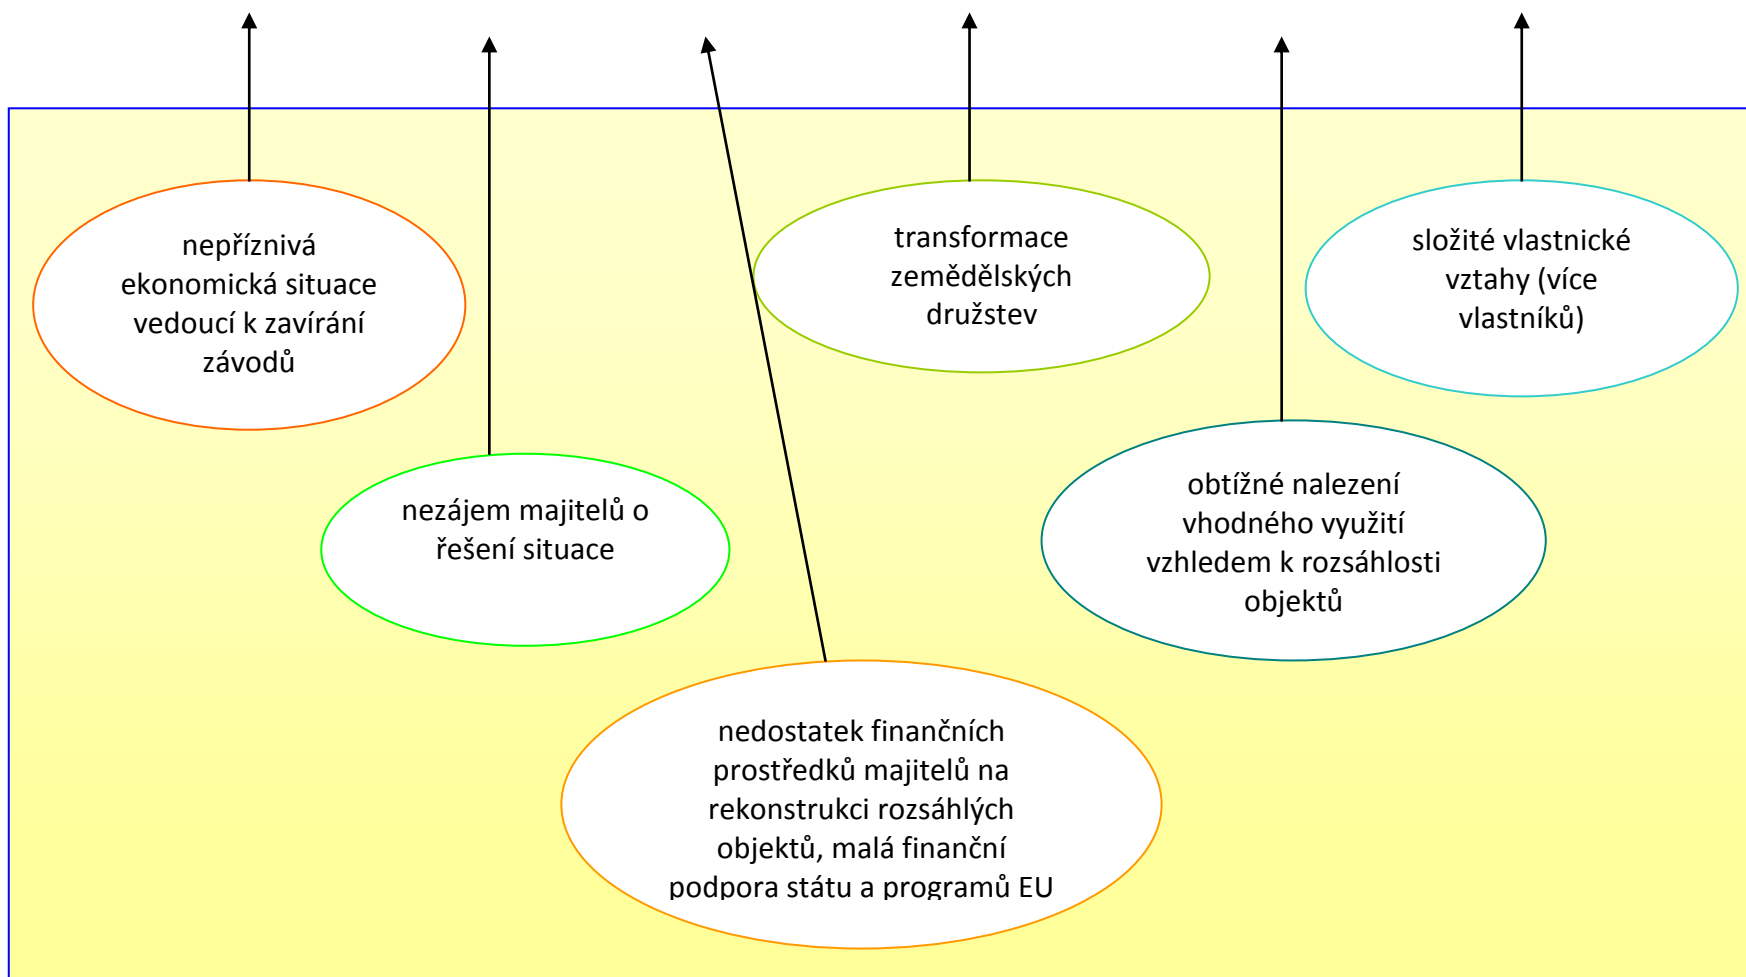 nepříznivá
ekonomická situace
vedoucí k zavírání
závodů
transformace
zemědělských
družstev
složité vlastnické
vztahy (více
vlastníků)
nezájem majitelů o
řešení situace
obtížné nalezení
vhodného využití
vzhledem k rozsáhlosti
objektů
nedostatek finančních
prostředků majitelů na
rekonstrukci rozsáhlých
objektů, malá finanční
podpora státu a programů EU